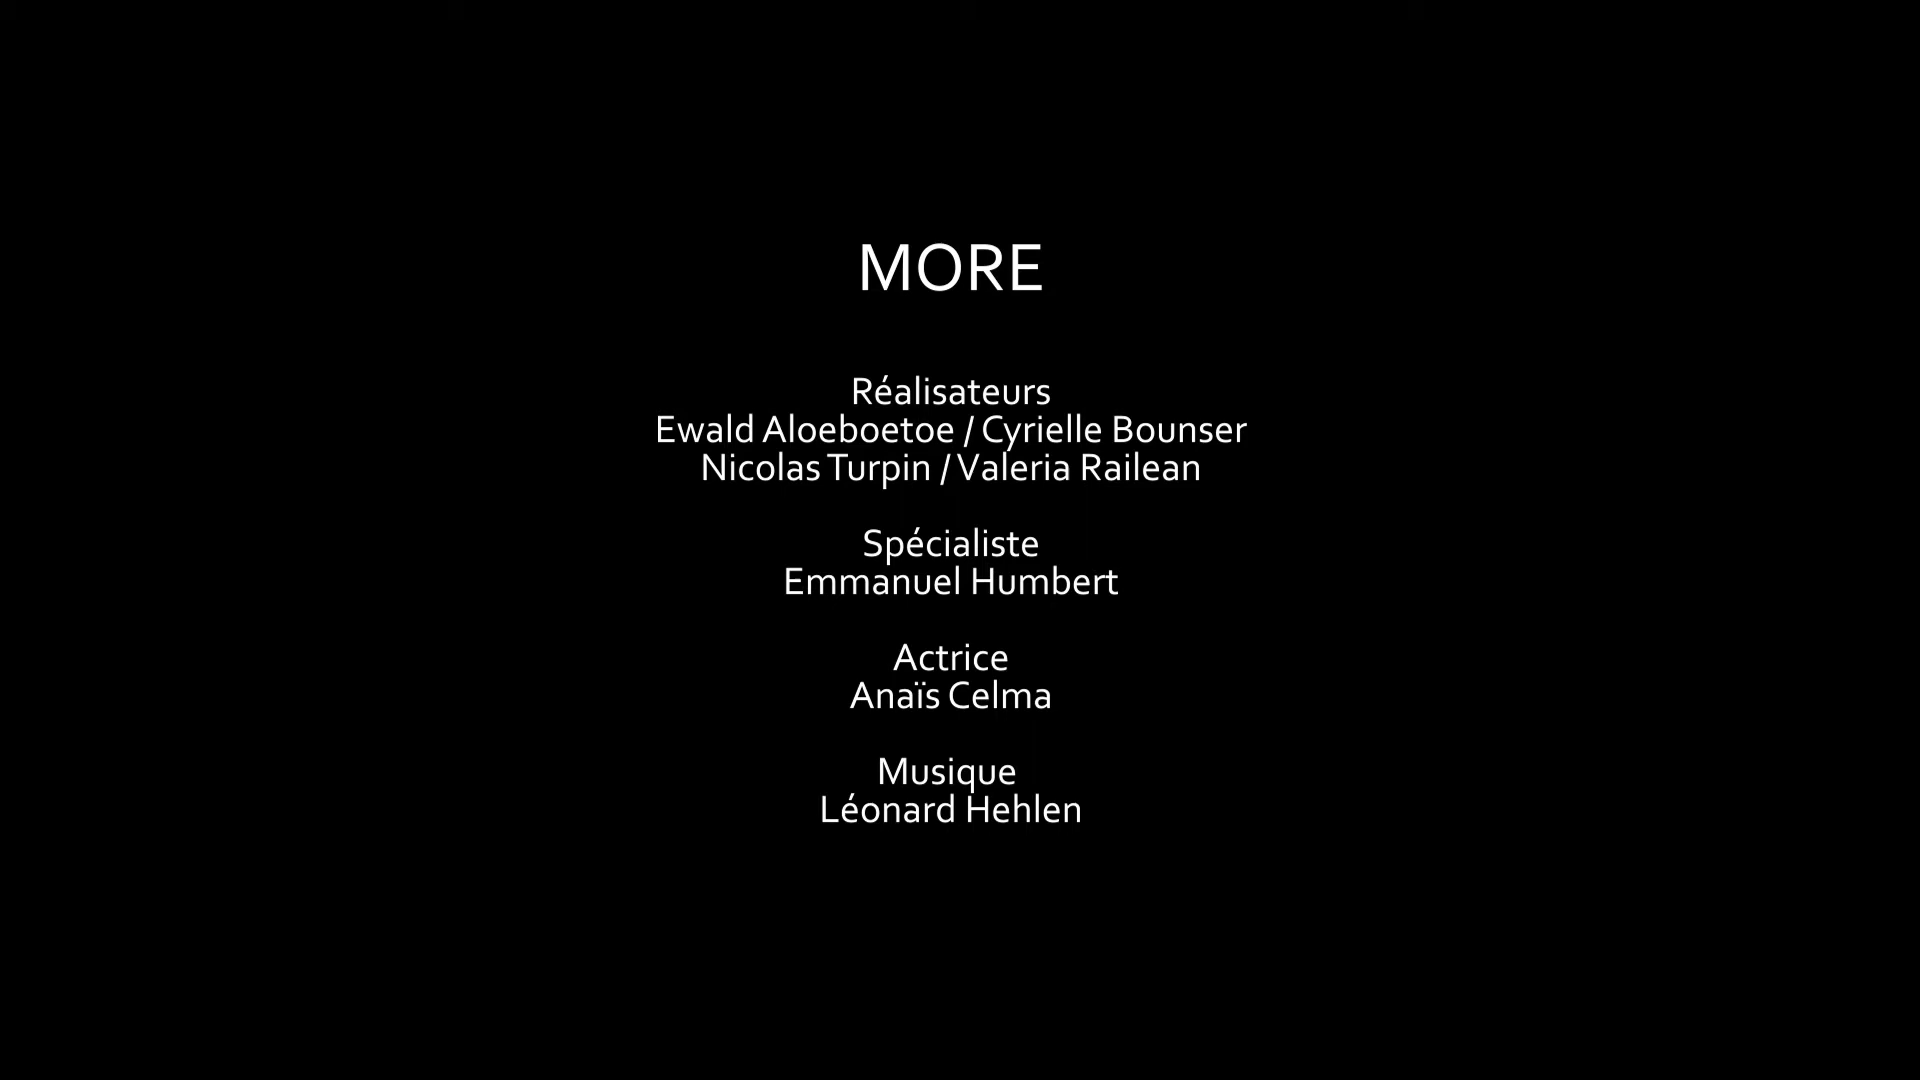 MORE
Réalisateurs
Ewald Aloeboetoe / Cyrielle Bounser
Nicolas Turpin / Valeria Railean
Spécialiste
Emmanuel Humbert
Actrice
Anaïs Celma
Musique
Léonard Hehlen